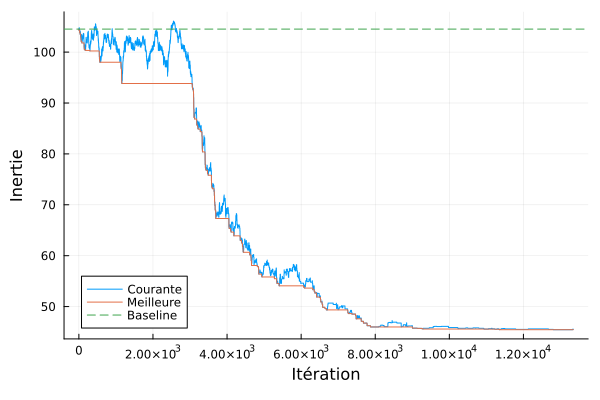 Inertie
100
90
80
70
60
50
Courante
Meilleure
Baseline
0 2.00×10³ 4.00×10³ 6.00×10³ 8.00×10³ 1.00×10⁴ 1.20×10⁴
Itération